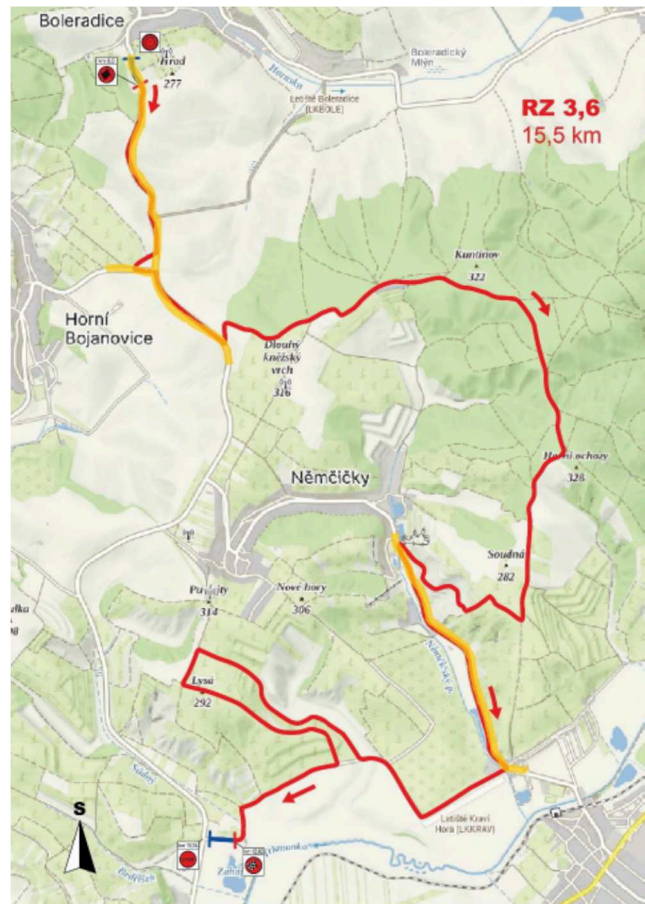 Boleradice
Hrad
277
Boleradický
Mlýn
Haraska
Letiště Boleradice
(LKBOLE)
RZ 3,6
15,5 km
Kuntínov
322
Horní
Bojanovice
Dlouhý
kněžský
vrch
316
Němčičky
Horní ochozy
328
Soudná
282
Nové hory
306
314
Němčický p.
Lysá
292
S
Letiště Kraví
Hora (LKKRAV)